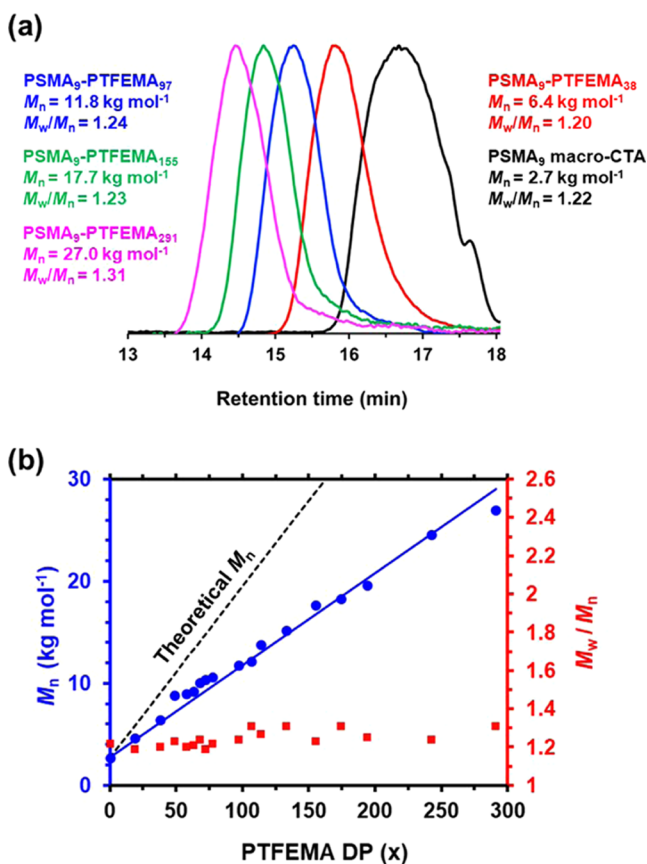 (a)
PSMA₉-PTFEMA₉₇
Mn = 11.8 kg mol⁻¹
Mw/Mn = 1.24
PSMA₉-PTFEMA₁₅₅
Mn = 17.7 kg mol⁻¹
Mw/Mn = 1.23
PSMA₉-PTFEMA₂₉₁
Mn = 27.0 kg mol⁻¹
Mw/Mn = 1.31
PSMA₉-PTFEMA₃₈
Mn = 6.4 kg mol⁻¹
Mw/Mn = 1.20
PSMA₉ macro-CTA
Mn = 2.7 kg mol⁻¹
Mw/Mn = 1.22
13 14 15 16 17 18
Retention time (min)
(b)
30
20
10
0
Mn (kg mol⁻¹)
Theoretical Mn
2.6
2.4
2.2
2
1.8
1.6
1.4
1.2
1
Mw / Mn
0 50 100 150 200 250 300
PTFEMA DP (x)